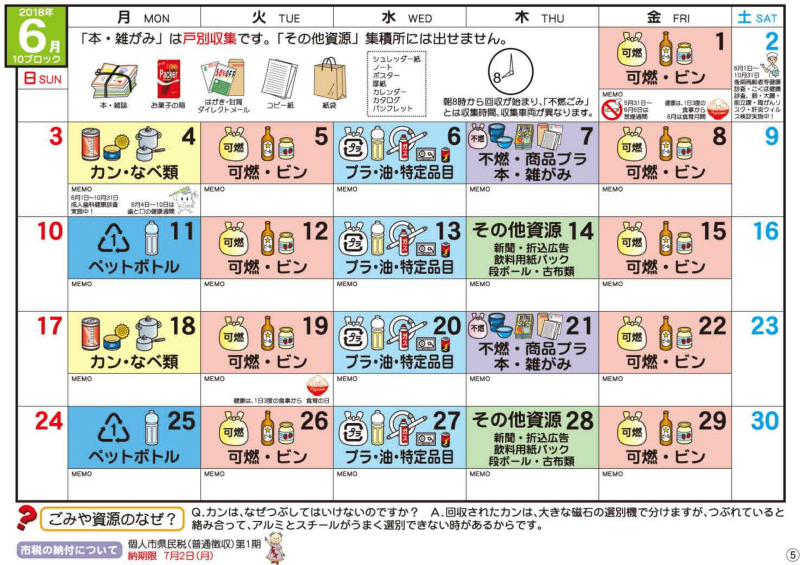 2018年
6月
10ブロック
月 MON
火 TUE
水 WED
木 THU
金 FRI
土 SAT
日 SUN
「本・雑がみ」は戸別収集です。「その他資源」集積所には出せません。
本・雑誌
Packer
お菓子の箱
50%OFF
はがき・封筒
ダイレクトメール
コピー紙
紙袋
シュレッダー紙
ノート
ポスター
厚紙
カレンダー
カタログ
パンフレット
8
朝8時から回収が始まり、「不燃ごみ」
とは収集時間、収集車両が異なります。
可燃
1
可燃・ビン
MEMO
5月31日~
6月6日は
禁煙週間
健康は、1日3度の
食事から
6月は食育月間
2
6月1日~
10月31日
後期高齢者等健康
診査・こくほ健康
診査、肺・大腸・
前立腺・胃がんリ
スク・肝炎ウイル
ス検診実施中!
3
4
カン・なべ類
MEMO
6月1日~10月31日
成人歯科健康診査
実施中!
6月4日~10日は
歯と口の健康週間
可燃
5
可燃・ビン
MEMO
プラ
6
プラ・油・特定品目
MEMO
不燃
7
不燃・商品プラ
本・雑がみ
MEMO
可燃
8
可燃・ビン
MEMO
9
10
1
11
ペットボトル
MEMO
可燃
12
可燃・ビン
MEMO
プラ
13
プラ・油・特定品目
MEMO
その他資源 14
新聞・折込広告
飲料用紙パック
段ボール・古布類
MEMO
可燃
15
可燃・ビン
MEMO
16
17
18
カン・なべ類
MEMO
可燃
19
可燃・ビン
MEMO
健康は、1日3度の食事から 食育の日
プラ
20
プラ・油・特定品目
MEMO
不燃
21
不燃・商品プラ
本・雑がみ
MEMO
可燃
22
可燃・ビン
MEMO
23
24
1
25
ペットボトル
MEMO
可燃
26
可燃・ビン
MEMO
プラ
27
プラ・油・特定品目
MEMO
その他資源 28
新聞・折込広告
飲料用紙パック
段ボール・古布類
MEMO
可燃
29
可燃・ビン
MEMO
30
ごみや資源のなぜ?
Q.カンは、なぜつぶしてはいけないのですか? A.回収されたカンは、大きな磁石の選別機で分けますが、つぶれていると
絡み合って、アルミとスチールがうまく選別できない時があるからです。
市税の納付について
個人市県民税(普通徴収)第1期
納期限 7月2日(月)
5